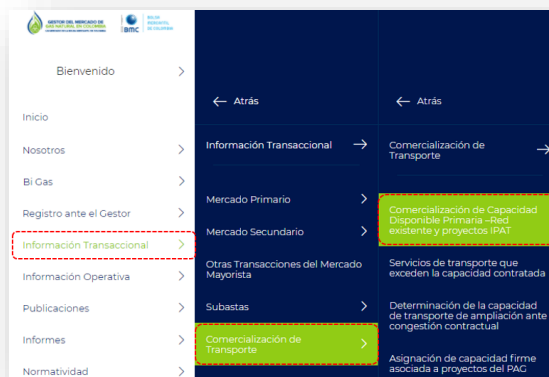 GESTOR DEL MERCADO DE
GAS NATURAL EN COLOMBIA
bmc
BOLSA
MERCANTIL
DE COLOMBIA
Bienvenido
Inicio
Nosotros
Bi Gas
Registro ante el Gestor
Información Transaccional
Información Operativa
Publicaciones
Informes
Normatividad
← Atrás
Información Transaccional →
Mercado Primario
Mercado Secundario
Otras Transacciones del Mercado
Mayorista
Subastas
Comercialización de
Transporte
← Atrás
Comercialización de
Transporte
Comercialización de Capacidad
Disponible Primaria –Red
existente y proyectos IPAT
Servicios de transporte que
exceden la capacidad contratada
Determinación de la capacidad
de transporte de ampliación ante
congestión contractual
Asignación de capacidad firme
asociada a proyectos del PAG